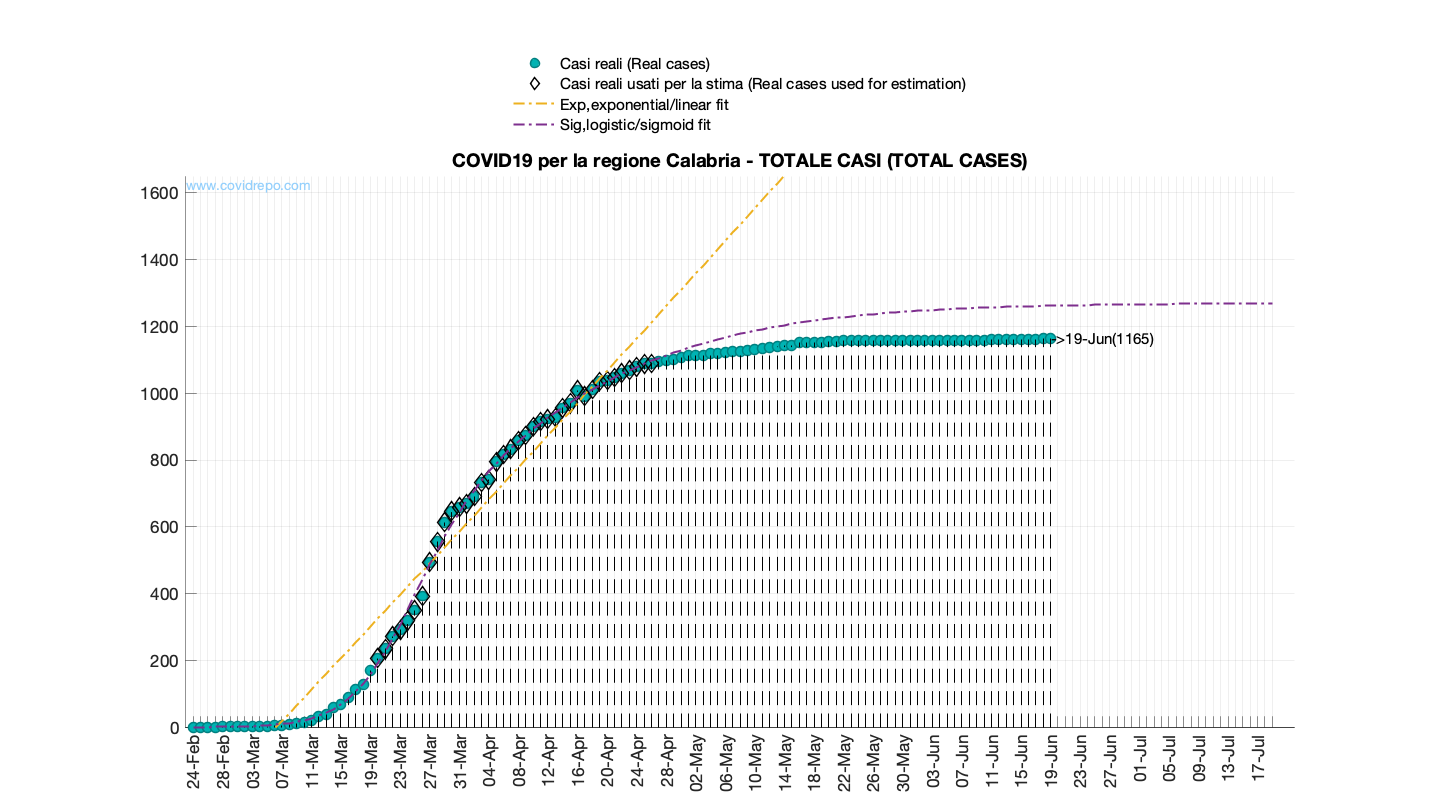 Casi reali (Real cases)
Casi reali usati per la stima (Real cases used for estimation)
Exp,exponential/linear fit
Sig,logistic/sigmoid fit
COVID19 per la regione Calabria - TOTALE CASI (TOTAL CASES)
www.covidrepo.com
1600
1400
1200
1000
800
600
400
200
0
>19-Jun(1165)
24-Feb
28-Feb
03-Mar
07-Mar
11-Mar
15-Mar
19-Mar
23-Mar
27-Mar
31-Mar
04-Apr
08-Apr
12-Apr
16-Apr
20-Apr
24-Apr
28-Apr
02-May
06-May
10-May
14-May
18-May
22-May
26-May
30-May
03-Jun
07-Jun
11-Jun
15-Jun
19-Jun
23-Jun
27-Jun
01-Jul
05-Jul
09-Jul
13-Jul
17-Jul